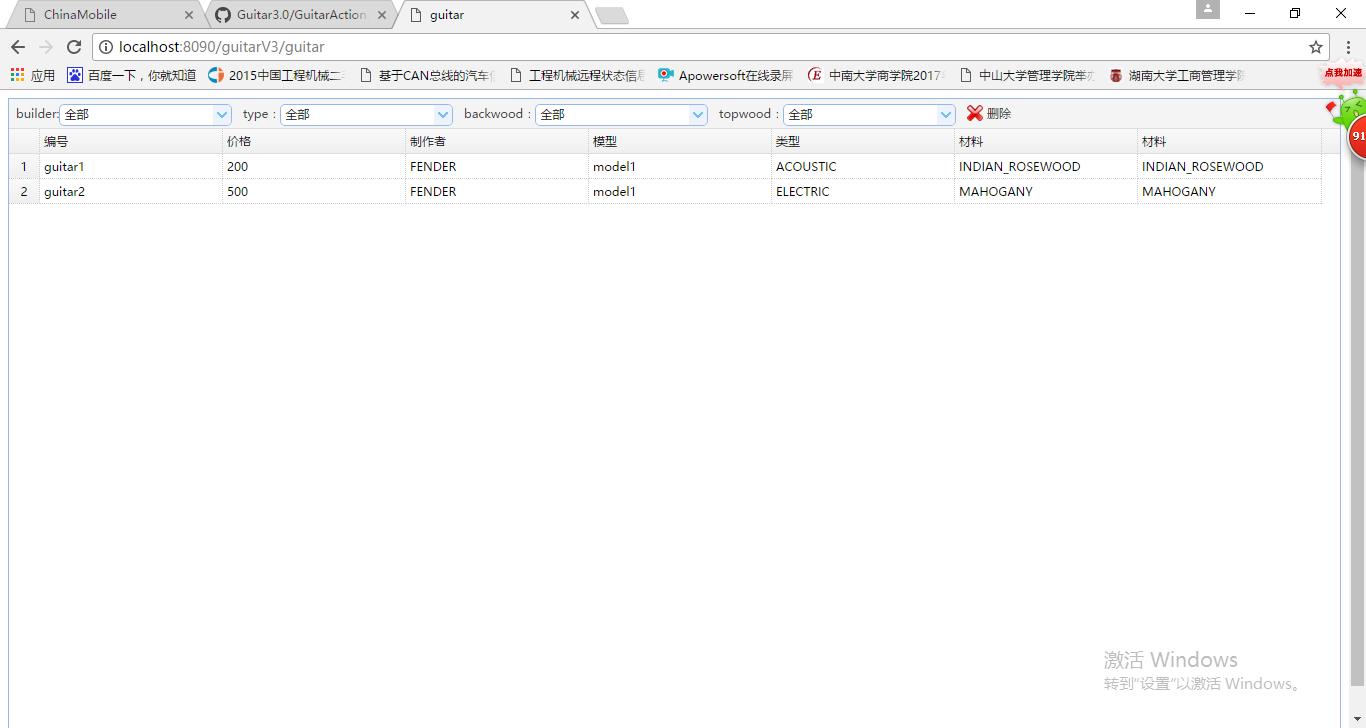 ChinaMobile Guitar3.0/GuitarAction guitar
localhost:8090/guitarV3/guitar
应用 百度一下，你就知道 2015中国工程机械二 基于CAN总线的汽车 工程机械远程状态信息 Apowersoft在线录屏 中南大学商学院2017 中山大学管理学院举办 湖南大学工商管理学院 点我加速
builder: 全部 type： 全部 backwood： 全部 topwood： 全部 删除
91
编号 价格 制作者 模型 类型 材料 材料
1 guitar1 200 FENDER model1 ACOUSTIC INDIAN_ROSEWOOD INDIAN_ROSEWOOD
2 guitar2 500 FENDER model1 ELECTRIC MAHOGANY MAHOGANY
激活 Windows
转到"设置"以激活 Windows。